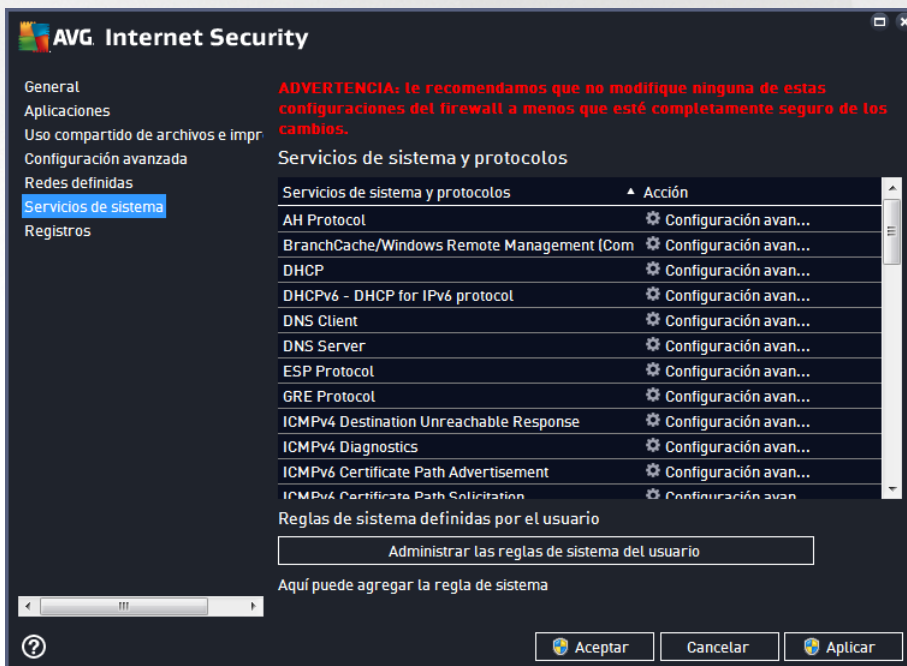 AVG Internet Security
General
Aplicaciones
Uso compartido de archivos e impr
Configuración avanzada
Redes definidas
Servicios de sistema
Registros
ADVERTENCIA: le recomendamos que no modifique ninguna de estas
configuraciones del firewall a menos que esté completamente seguro de los
cambios.
Servicios de sistema y protocolos
Servicios de sistema y protocolos Acción
AH Protocol Configuración avan...
BranchCache/Windows Remote Management (Com Configuración avan...
DHCP Configuración avan...
DHCPv6 - DHCP for IPv6 protocol Configuración avan...
DNS Client Configuración avan...
DNS Server Configuración avan...
ESP Protocol Configuración avan...
GRE Protocol Configuración avan...
ICMPv4 Destination Unreachable Response Configuración avan...
ICMPv4 Diagnostics Configuración avan...
ICMPv6 Certificate Path Advertisement Configuración avan...
ICMPv6 Certificate Path Solicitation Configuración avan...
Reglas de sistema definidas por el usuario
Administrar las reglas de sistema del usuario
Aquí puede agregar la regla de sistema
Aceptar Cancelar Aplicar